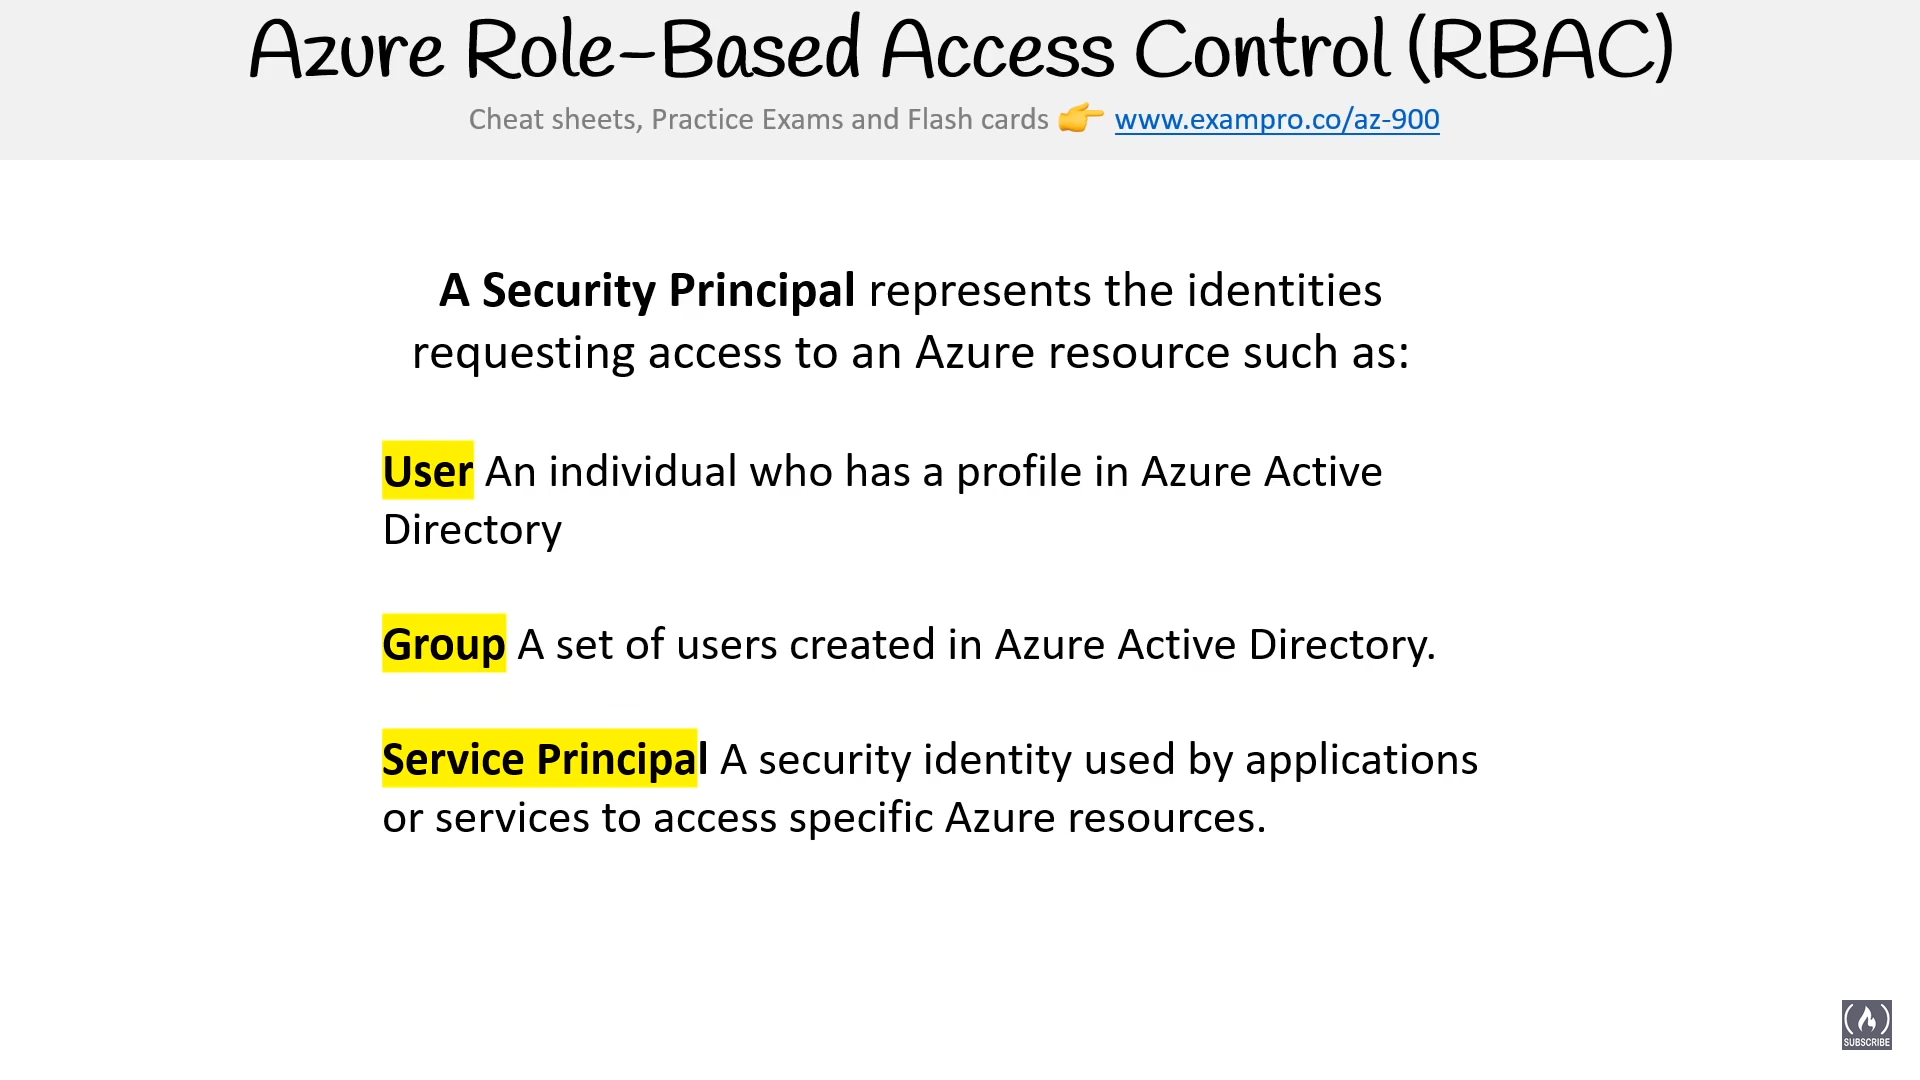 Azure Role-Based Access Control (RBAC)
Cheat sheets, Practice Exams and Flash cards 👉 www.exampro.co/az-900
A Security Principal represents the identities
requesting access to an Azure resource such as:
User An individual who has a profile in Azure Active
Directory
Group A set of users created in Azure Active Directory.
Service Principal A security identity used by applications
or services to access specific Azure resources.
SUBSCRIBE